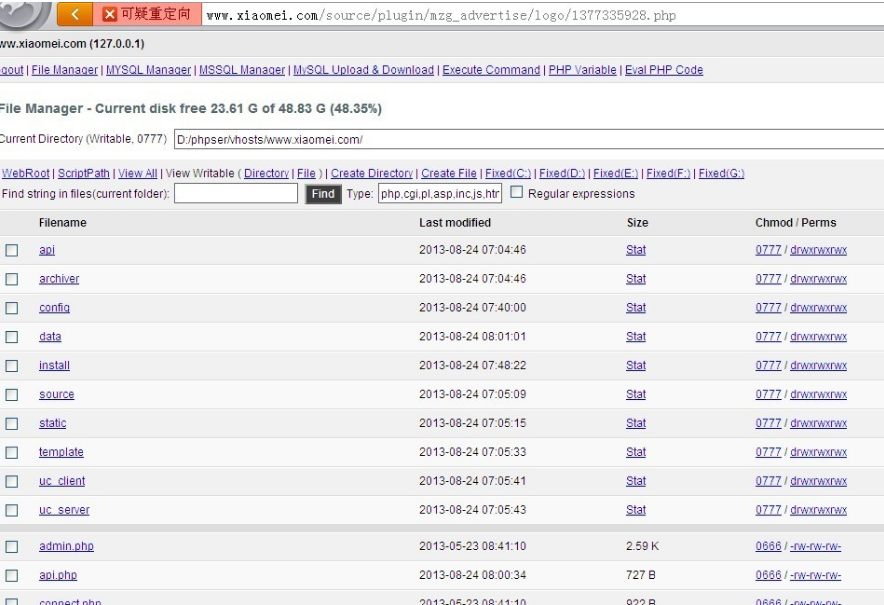 可疑重定向 www.xiaomei.com/source/plugin/mzg_advertise/logo/1377335928.php
ww.xiaomei.com (127.0.0.1)
gout | File Manager | MYSQL Manager | MSSQL Manager | MySQL Upload & Download | Execute Command | PHP Variable | Eval PHP Code
File Manager - Current disk free 23.61 G of 48.83 G (48.35%)
Current Directory (Writable, 0777) D:/phpser/vhosts/www.xiaomei.com/
WebRoot | ScriptPath | View All | View Writable ( Directory | File ) | Create Directory | Create File | Fixed(C:) | Fixed(D:) | Fixed(E:) | Fixed(F:) | Fixed(G:)
Find string in files(current folder): Find Type: php,cgi,pl,asp,inc,js,htr Regular expressions
Filename Last modified Size Chmod / Perms
api 2013-08-24 07:04:46 Stat 0777 / drwxrwxrwx
archiver 2013-08-24 07:04:46 Stat 0777 / drwxrwxrwx
config 2013-08-24 07:40:00 Stat 0777 / drwxrwxrwx
data 2013-08-24 08:01:01 Stat 0777 / drwxrwxrwx
install 2013-08-24 07:48:22 Stat 0777 / drwxrwxrwx
source 2013-08-24 07:05:09 Stat 0777 / drwxrwxrwx
static 2013-08-24 07:05:15 Stat 0777 / drwxrwxrwx
template 2013-08-24 07:05:33 Stat 0777 / drwxrwxrwx
uc_client 2013-08-24 07:05:41 Stat 0777 / drwxrwxrwx
uc_server 2013-08-24 07:05:43 Stat 0777 / drwxrwxrwx
admin.php 2013-05-23 08:41:10 2.59 K 0666 / -rw-rw-rw-
api.php 2013-08-24 08:00:34 727 B 0666 / -rw-rw-rw-
connect.php 2013-05-23 08:41:10 922 B 0666 / -rw-rw-rw-